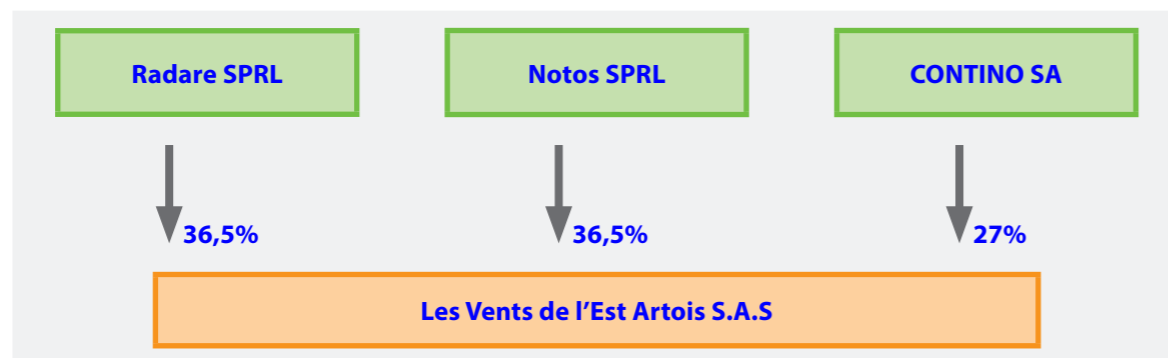 Radare SPRL
Notos SPRL
CONTINO SA
36,5%
36,5%
27%
Les Vents de l’Est Artois S.A.S